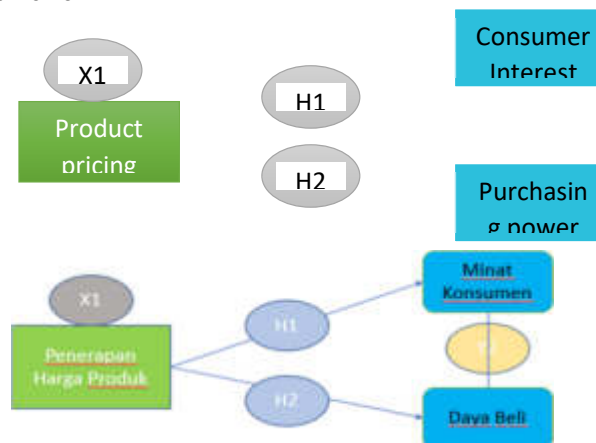 Consumer
Interest
X1
H1
Product
pricing
H2
Purchasin
g power
Minat
Konsumen
X1
H1
Penerapan
Harga Produk
H2
Daya Beli